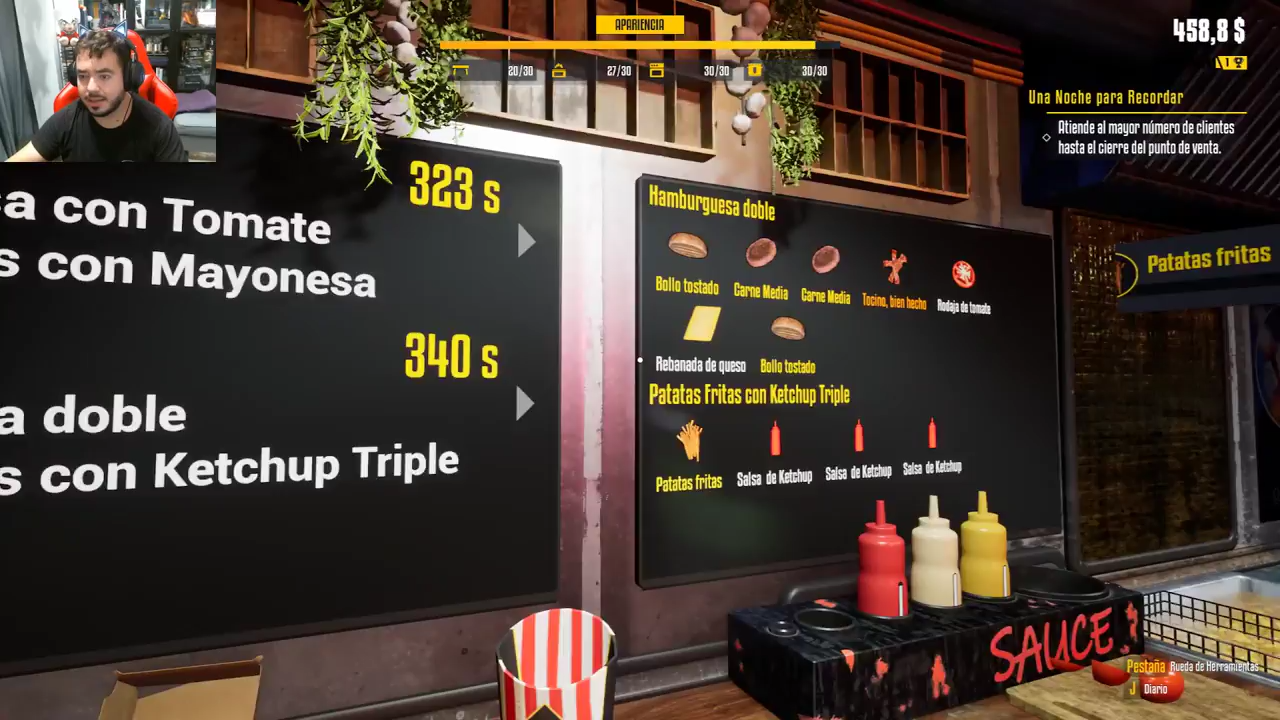 APARIENCIA
20/30
27/30
30/30
30/30
458,8 $
1
Una Noche para Recordar
Atiende al mayor número de clientes
hasta el cierre del punto de venta.
323 s
sa con Tomate
s con Mayonesa
340 s
a doble
s con Ketchup Triple
Hamburguesa doble
Bollo tostado
Carne Media
Carne Media
Tocino, bien hecho
Rodaja de tomate
Rebanada de queso
Bollo tostado
Patatas Fritas con Ketchup Triple
Patatas fritas
Salsa de Ketchup
Salsa de Ketchup
Salsa de Ketchup
Patatas fritas
SAUCE
Pestaña Rueda de Herramientas
J Diario